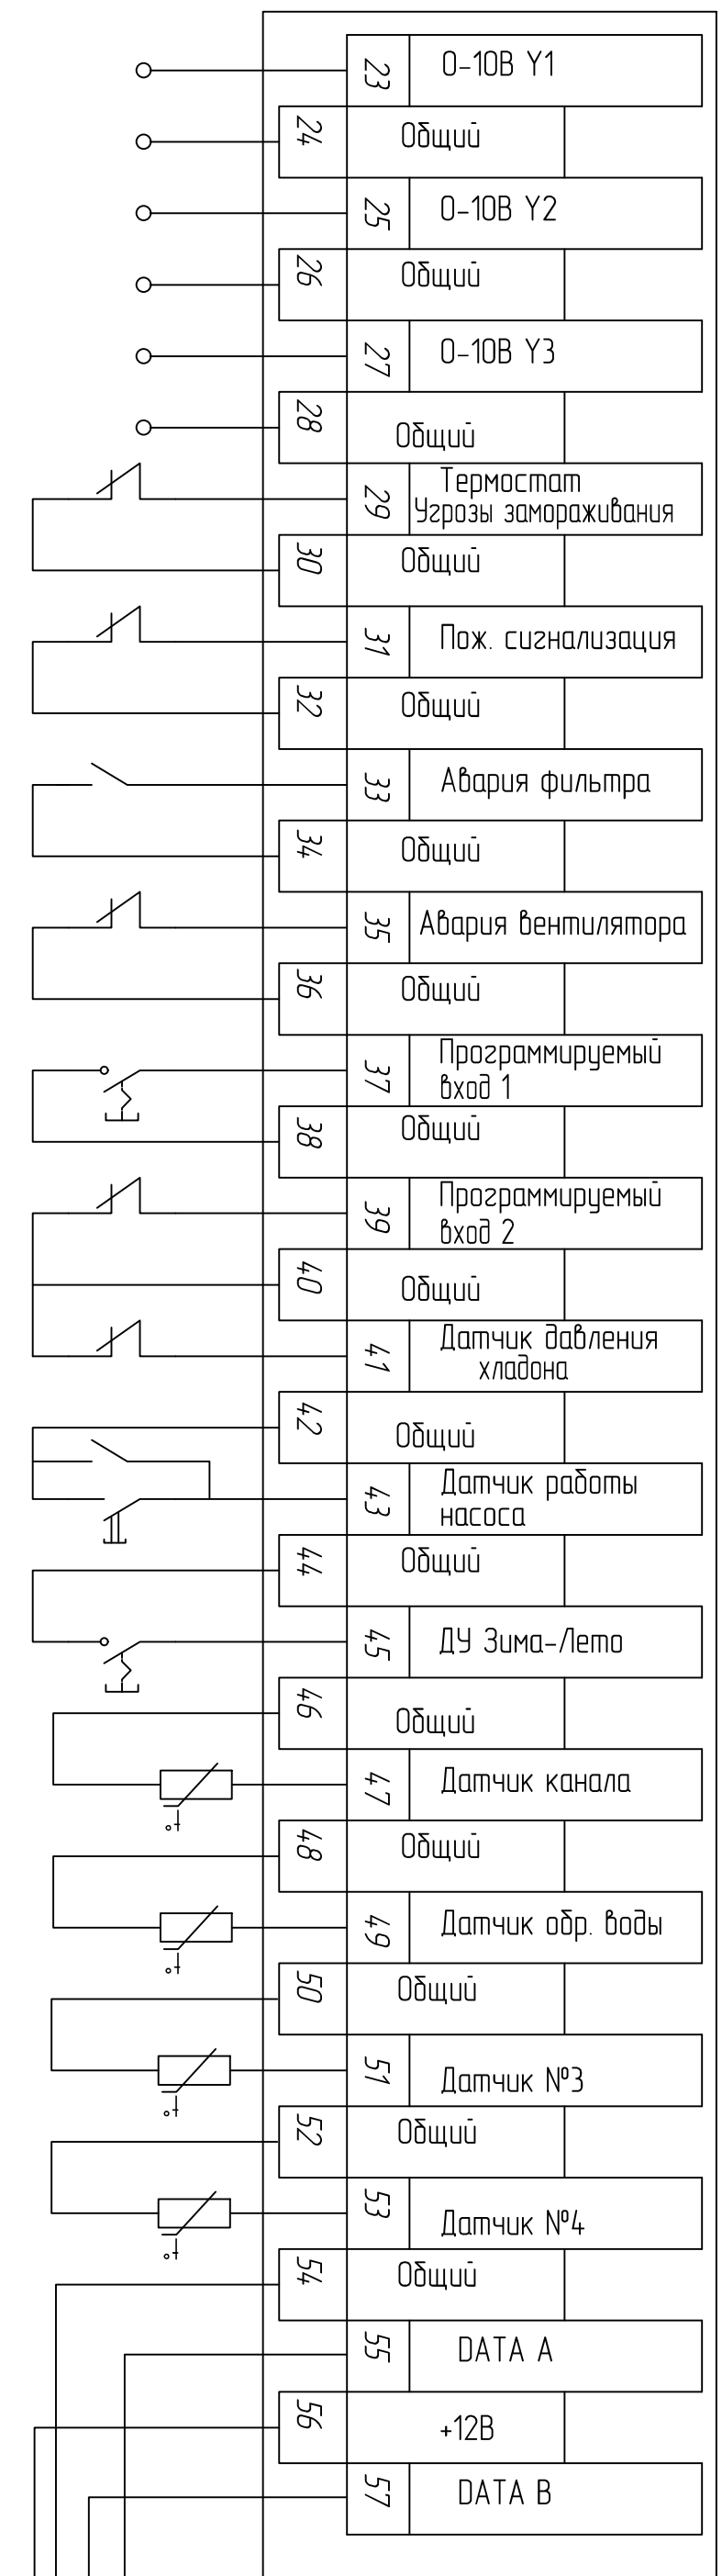 23 0-10В Y1
24 Общий
25 0-10В Y2
26 Общий
27 0-10В Y3
28 Общий
29 Термостат
Угрозы замораживания
30 Общий
31 Пож. сигнализация
32 Общий
33 Авария фильтра
34 Общий
35 Авария вентилятора
36 Общий
37 Программируемый
вход 1
38 Общий
39 Программируемый
вход 2
40 Общий
41 Датчик давления
хладона
42 Общий
43 Датчик работы
насоса
44 Общий
45 ДУ Зима-Лето
46 Общий
47 Датчик канала
t°
48 Общий
49 Датчик обр. воды
t°
50 Общий
51 Датчик №3
t°
52 Общий
53 Датчик №4
t°
54 Общий
55 DATA A
56 +12В
57 DATA B